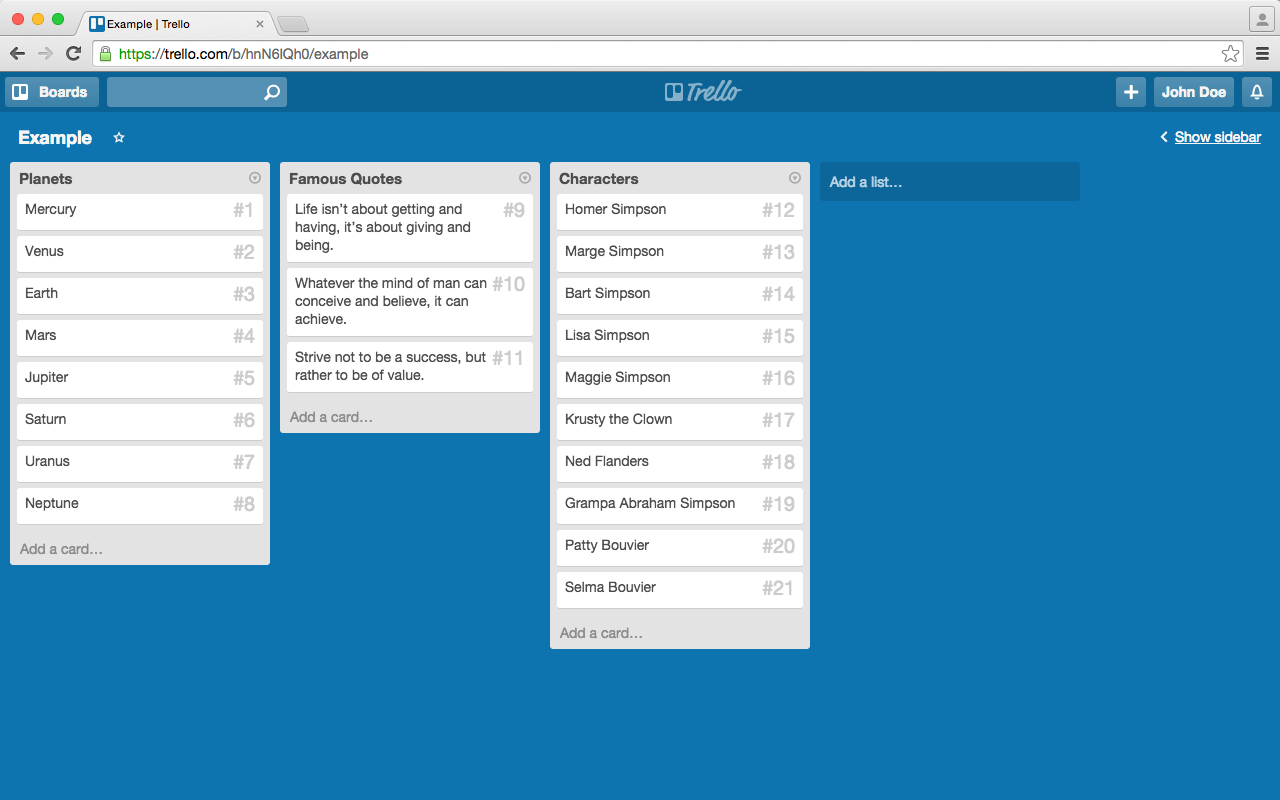 Example | Trello
https://trello.com/b/hnN6lQh0/example
Boards
Trello
John Doe
Example
Show sidebar
Planets
Mercury #1
Venus #2
Earth #3
Mars #4
Jupiter #5
Saturn #6
Uranus #7
Neptune #8
Add a card...
Famous Quotes
Life isn’t about getting and #9
having, it’s about giving and
being.
Whatever the mind of man can #10
conceive and believe, it can
achieve.
Strive not to be a success, but #11
rather to be of value.
Add a card...
Characters
Homer Simpson #12
Marge Simpson #13
Bart Simpson #14
Lisa Simpson #15
Maggie Simpson #16
Krusty the Clown #17
Ned Flanders #18
Grampa Abraham Simpson #19
Patty Bouvier #20
Selma Bouvier #21
Add a card...
Add a list...